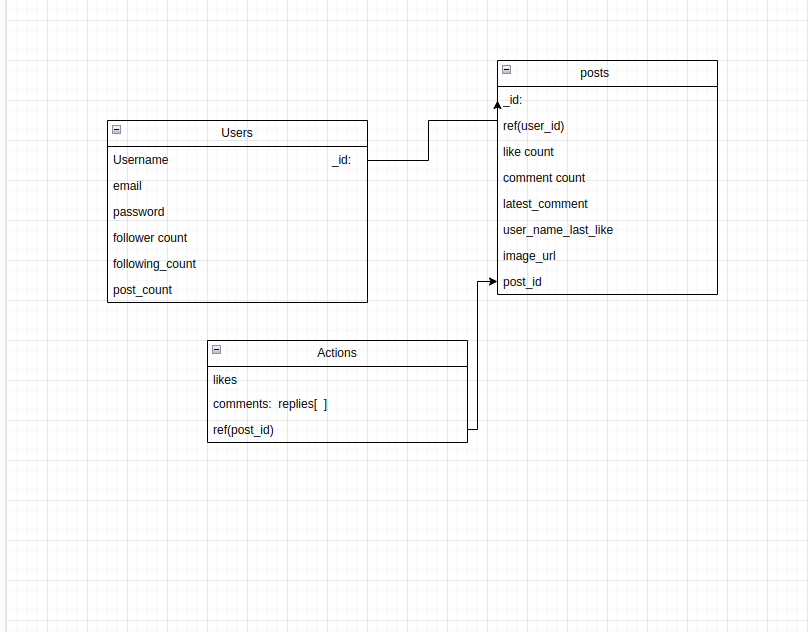 posts
_id:
ref(user_id)
like count
comment count
latest_comment
user_name_last_like
image_url
post_id
Users
Username _id:
email
password
follower count
following_count
post_count
Actions
likes
comments: replies[ ]
ref(post_id)